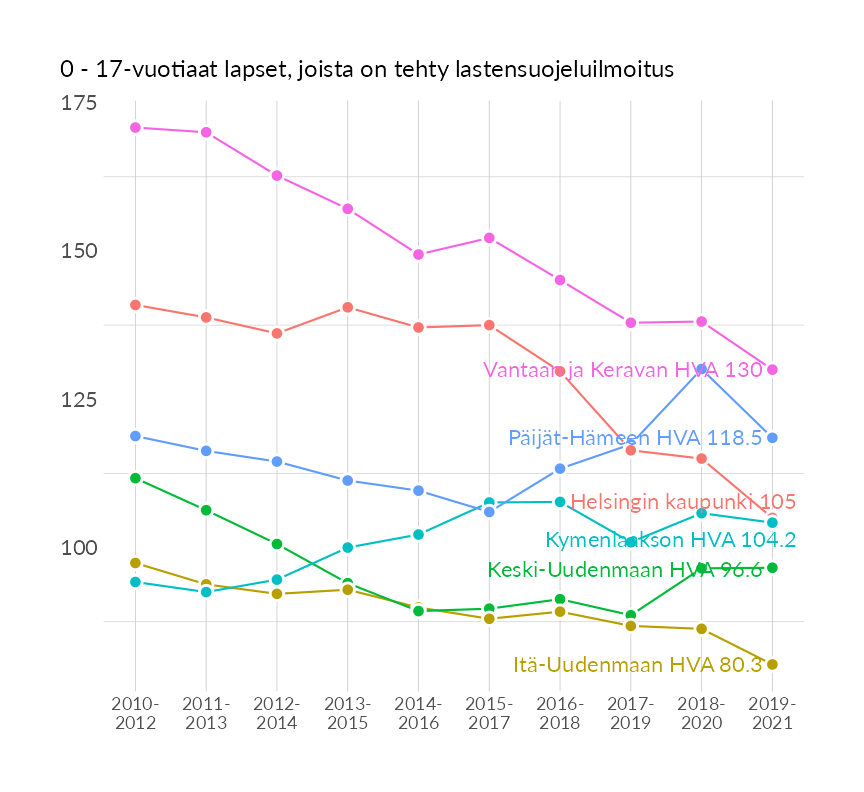 0 - 17-vuotiaat lapset, joista on tehty lastensuojeluilmoitus
175
150
125
100
Vantaan ja Keravan HVA 130
Päijät-Hämeen HVA 118.5
Helsingin kaupunki 105
Kymenlaakson HVA 104.2
Keski-Uudenmaan HVA 96.6
Itä-Uudenmaan HVA 80.3
2010- 2011- 2012- 2013- 2014- 2015- 2016- 2017- 2018- 2019-
2012 2013 2014 2015 2016 2017 2018 2019 2020 2021